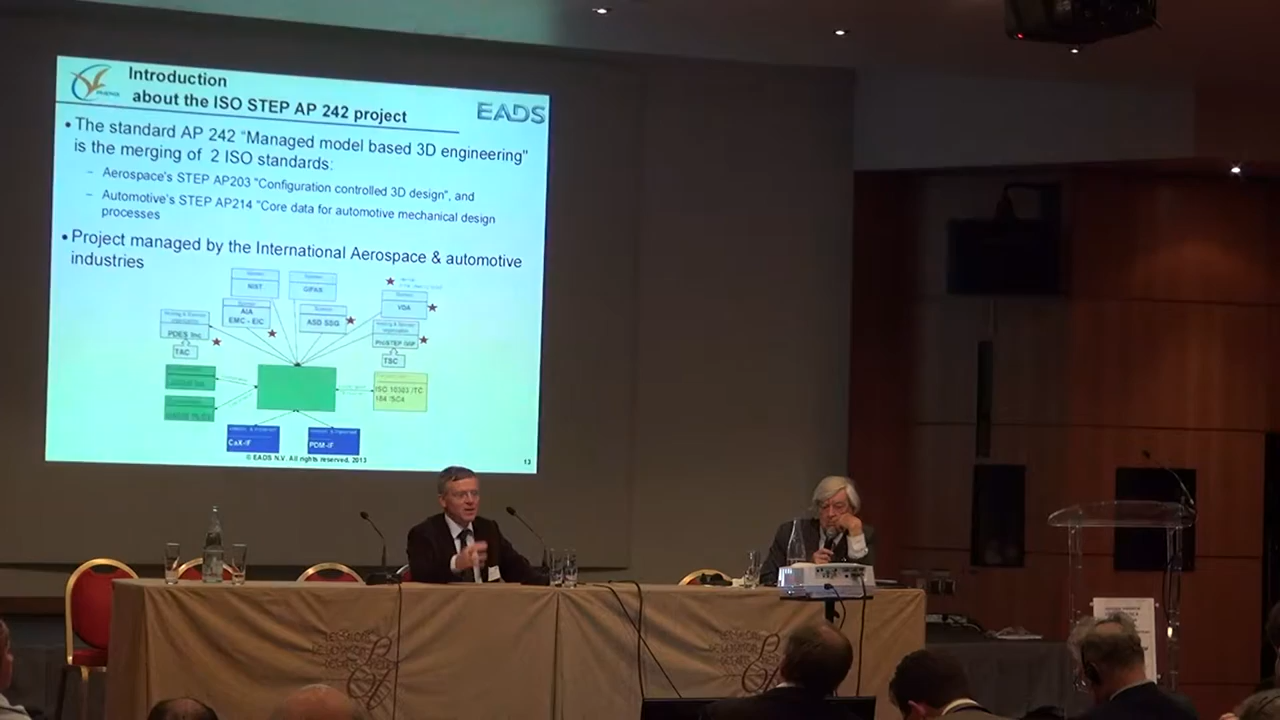 Introduction
about the ISO STEP AP 242 project
EADS
• The standard AP 242 "Managed model based 3D engineering"
is the merging of 2 ISO standards:
– Aerospace's STEP AP203 "Configuration controlled 3D design", and
– Automotive's STEP AP214 "Core data for automotive mechanical design
processes
• Project managed by the International Aerospace & automotive
industries
NIST
GIFAS
AIA
EMC - EIC
ASD SSG
VDA
PDES Inc
TAC
TSC
ISO 10303 /TC
184 /SC4
CAX-IF
PDM-IF
© EADS N.V. All rights reserved, 2013
13